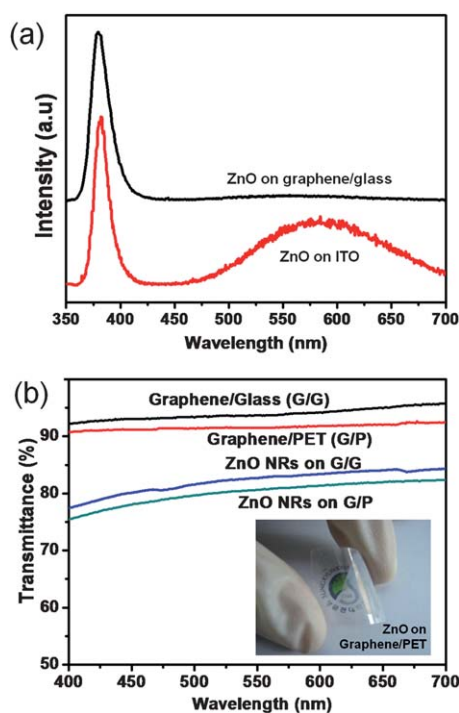 (a)
Intensity (a.u)
ZnO on graphene/glass
ZnO on ITO
350 400 450 500 550 600 650 700
Wavelength (nm)
(b)
Transmittance (%)
90
80
70
60
50
Graphene/Glass (G/G)
Graphene/PET (G/P)
ZnO NRs on G/G
ZnO NRs on G/P
ZnO on
Graphene/PET
400 450 500 550 600 650 700
Wavelength (nm)